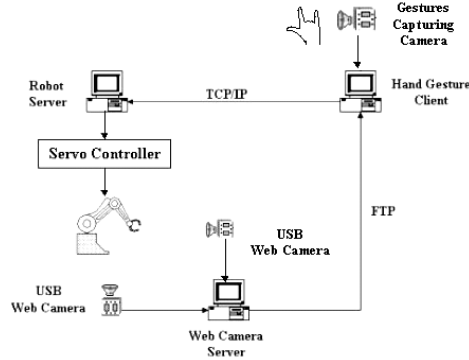 Gestures
Capturing
Camera
Robot
Server
TCP/IP
Hand Gesture
Client
Servo Controller
FTP
USB
Web Camera
USB
Web Camera
Web Camera
Server